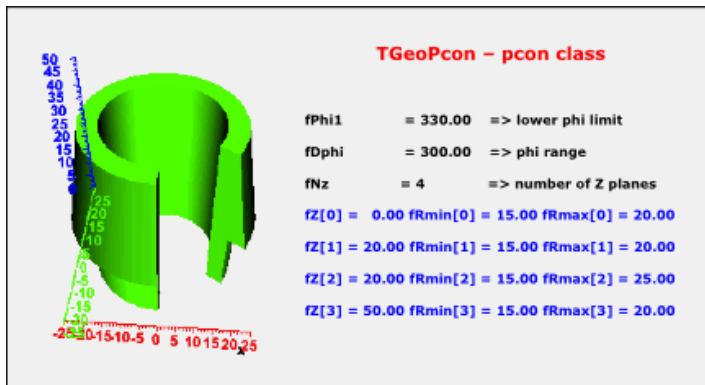 TGeoPcon – pcon class
fPhi1 = 330.00 => lower phi limit
fDphi = 300.00 => phi range
fNz = 4 => number of Z planes
fZ[0] = 0.00 fRmin[0] = 15.00 fRmax[0] = 20.00
fZ[1] = 20.00 fRmin[1] = 15.00 fRmax[1] = 20.00
fZ[2] = 20.00 fRmin[2] = 15.00 fRmax[2] = 25.00
fZ[3] = 50.00 fRmin[3] = 15.00 fRmax[3] = 20.00
50
45
40
35
30
25
20
15
10
5
0
25
20
15
10
5
0
-5
-10
-15
-20
-25 -20 -15 -10 -5 0 5 10 15 20 25
x